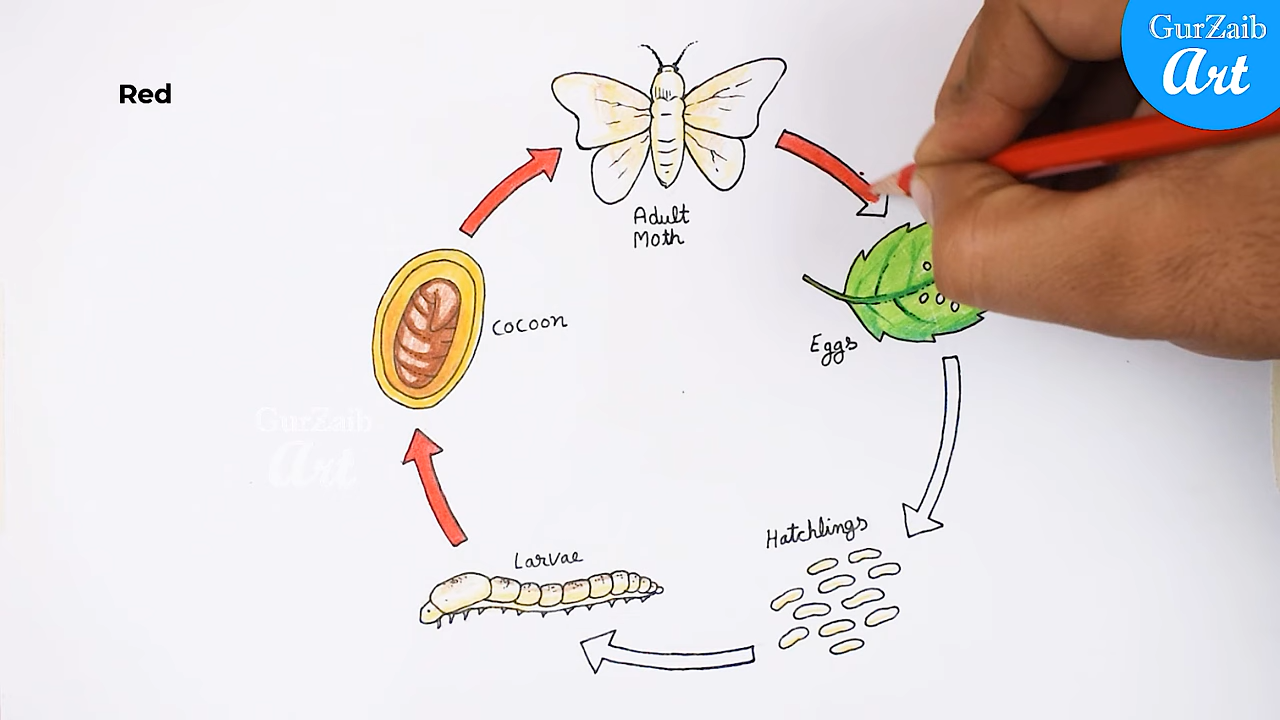 GurZaib
Art
Red
Adult
Moth
Cocoon
Eggs
GurZaib
Art
Hatchlings
Larvae